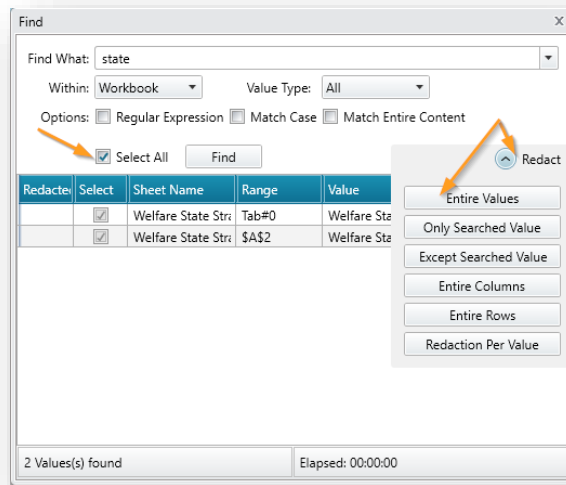 Find x
Find What: state
Within: Workbook Value Type: All
Options: Regular Expression Match Case Match Entire Content
Select All Find Redact
Redacted Select Sheet Name Range Value
Welfare State Stra Tab#0 Welfare Sta
Welfare State Stra $A$2 Welfare Sta
Entire Values
Only Searched Value
Except Searched Value
Entire Columns
Entire Rows
Redaction Per Value
2 Values(s) found Elapsed: 00:00:00